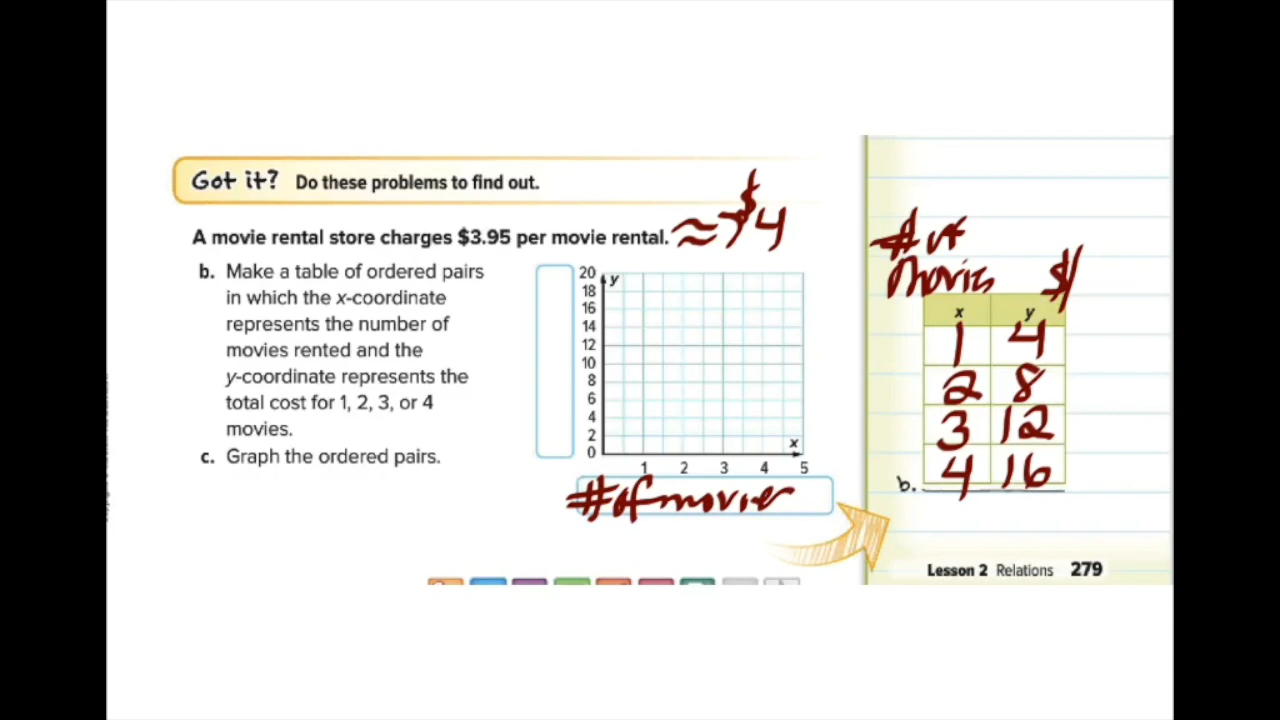 Got it? Do these problems to find out.
A movie rental store charges $3.95 per movie rental. ≈ $4
b. Make a table of ordered pairs
in which the x-coordinate
represents the number of
movies rented and the
y-coordinate represents the
total cost for 1, 2, 3, or 4
movies.
c. Graph the ordered pairs.
20 y
18
16
14
12
10
8
6
4
2 x
0
1 2 3 4 5
# of movies
# of
movies $
x y
1 4
2 8
3 12
4 16
b.
Lesson 2 Relations 279